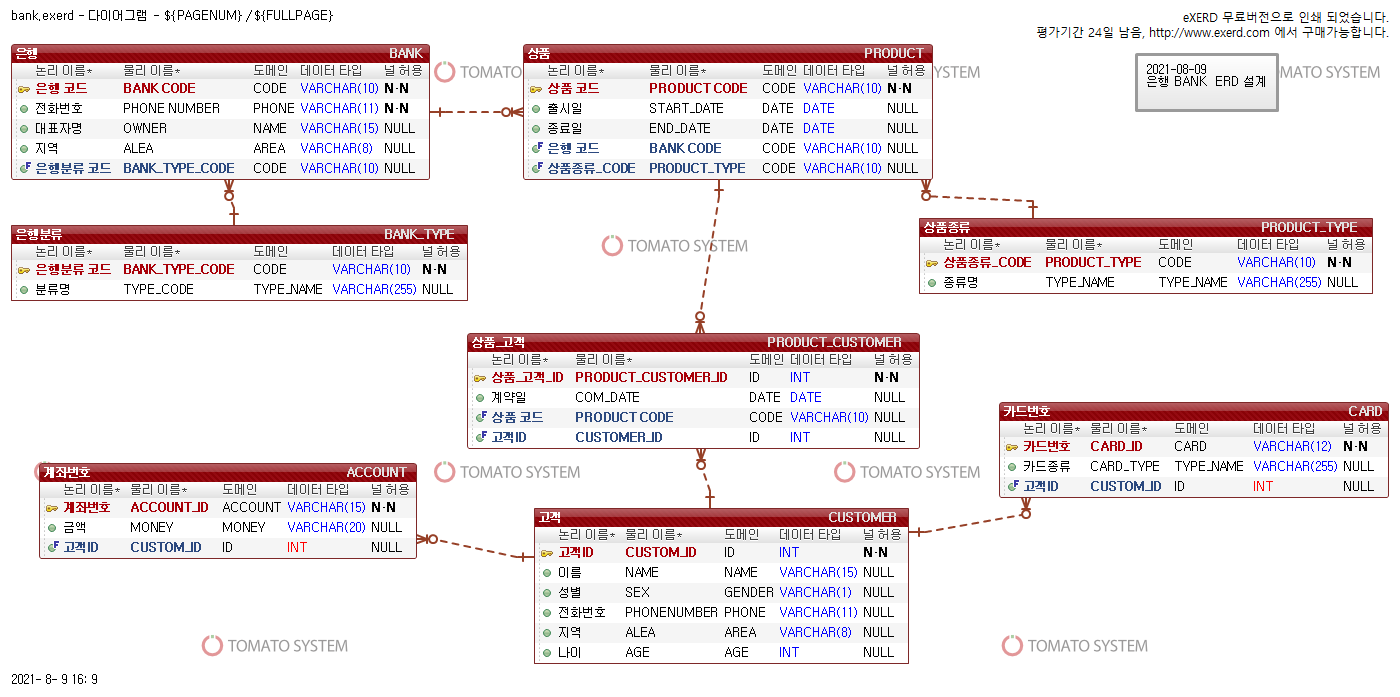 bank.exerd - 다이어그램 - ${PAGENUM} / ${FULLPAGE}
eXERD 무료버전으로 인쇄 되었습니다.
평가기간 24일 남음, http://www.exerd.com 에서 구매가능합니다.
2021-08-09
은행 BANK ERD 설계
은행 BANK
논리 이름* 물리 이름* 도메인 데이터 타입 널 허용
은행 코드 BANK CODE CODE VARCHAR(10) N-N
전화번호 PHONE NUMBER PHONE VARCHAR(11) N-N
대표자명 OWNER NAME VARCHAR(15) NULL
지역 ALEA AREA VARCHAR(8) NULL
은행분류 코드 BANK_TYPE_CODE CODE VARCHAR(10) NULL
TOMATO
상품 PRODUCT
논리 이름* 물리 이름* 도메인 데이터 타입 널 허용
상품 코드 PRODUCT CODE CODE VARCHAR(10) N-N
출시일 START_DATE DATE DATE NULL
종료일 END_DATE DATE DATE NULL
은행 코드 BANK CODE CODE VARCHAR(10) NULL
상품종류_CODE PRODUCT_TYPE CODE VARCHAR(10) NULL
YSTEM
MATO SYSTEM
은행분류 BANK_TYPE
논리 이름* 물리 이름* 도메인 데이터 타입 널 허용
은행분류 코드 BANK_TYPE_CODE CODE VARCHAR(10) N-N
분류명 TYPE_CODE TYPE_NAME VARCHAR(255) NULL
TOMATO SYSTEM
상품종류 PRODUCT_TYPE
논리 이름* 물리 이름* 도메인 데이터 타입 널 허용
상품종류_CODE PRODUCT_TYPE CODE VARCHAR(10) N-N
종류명 TYPE_NAME TYPE_NAME VARCHAR(255) NULL
상품_고객 PRODUCT_CUSTOMER
논리 이름* 물리 이름* 도메인 데이터 타입 널 허용
상품_고객_ID PRODUCT_CUSTOMER_ID ID INT N-N
계약일 COM_DATE DATE DATE NULL
상품 코드 PRODUCT CODE CODE VARCHAR(10) NULL
고객ID CUSTOMER_ID ID INT NULL
카드번호 CARD
논리 이름* 물리 이름* 도메인 데이터 타입 널 허용
카드번호 CARD_ID CARD VARCHAR(12) N-N
카드종류 CARD_TYPE TYPE_NAME VARCHAR(255) NULL
고객ID CUSTOM_ID ID INT NULL
계좌번호 ACCOUNT
논리 이름* 물리 이름* 도메인 데이터 타입 널 허용
계좌번호 ACCOUNT_ID ACCOUNT VARCHAR(15) N-N
금액 MONEY MONEY VARCHAR(20) NULL
고객ID CUSTOM_ID ID INT NULL
TOMATO SYSTEM
TOMATO SYSTEM
고객 CUSTOMER
논리 이름* 물리 이름* 도메인 데이터 타입 널 허용
고객ID CUSTOM_ID ID INT N-N
이름 NAME NAME VARCHAR(15) NULL
성별 SEX GENDER VARCHAR(1) NULL
전화번호 PHONENUMBER PHONE VARCHAR(11) NULL
지역 ALEA AREA VARCHAR(8) NULL
나이 AGE AGE INT NULL
TOMATO SYSTEM
TOMATO SYSTEM
2021- 8- 9 16: 9